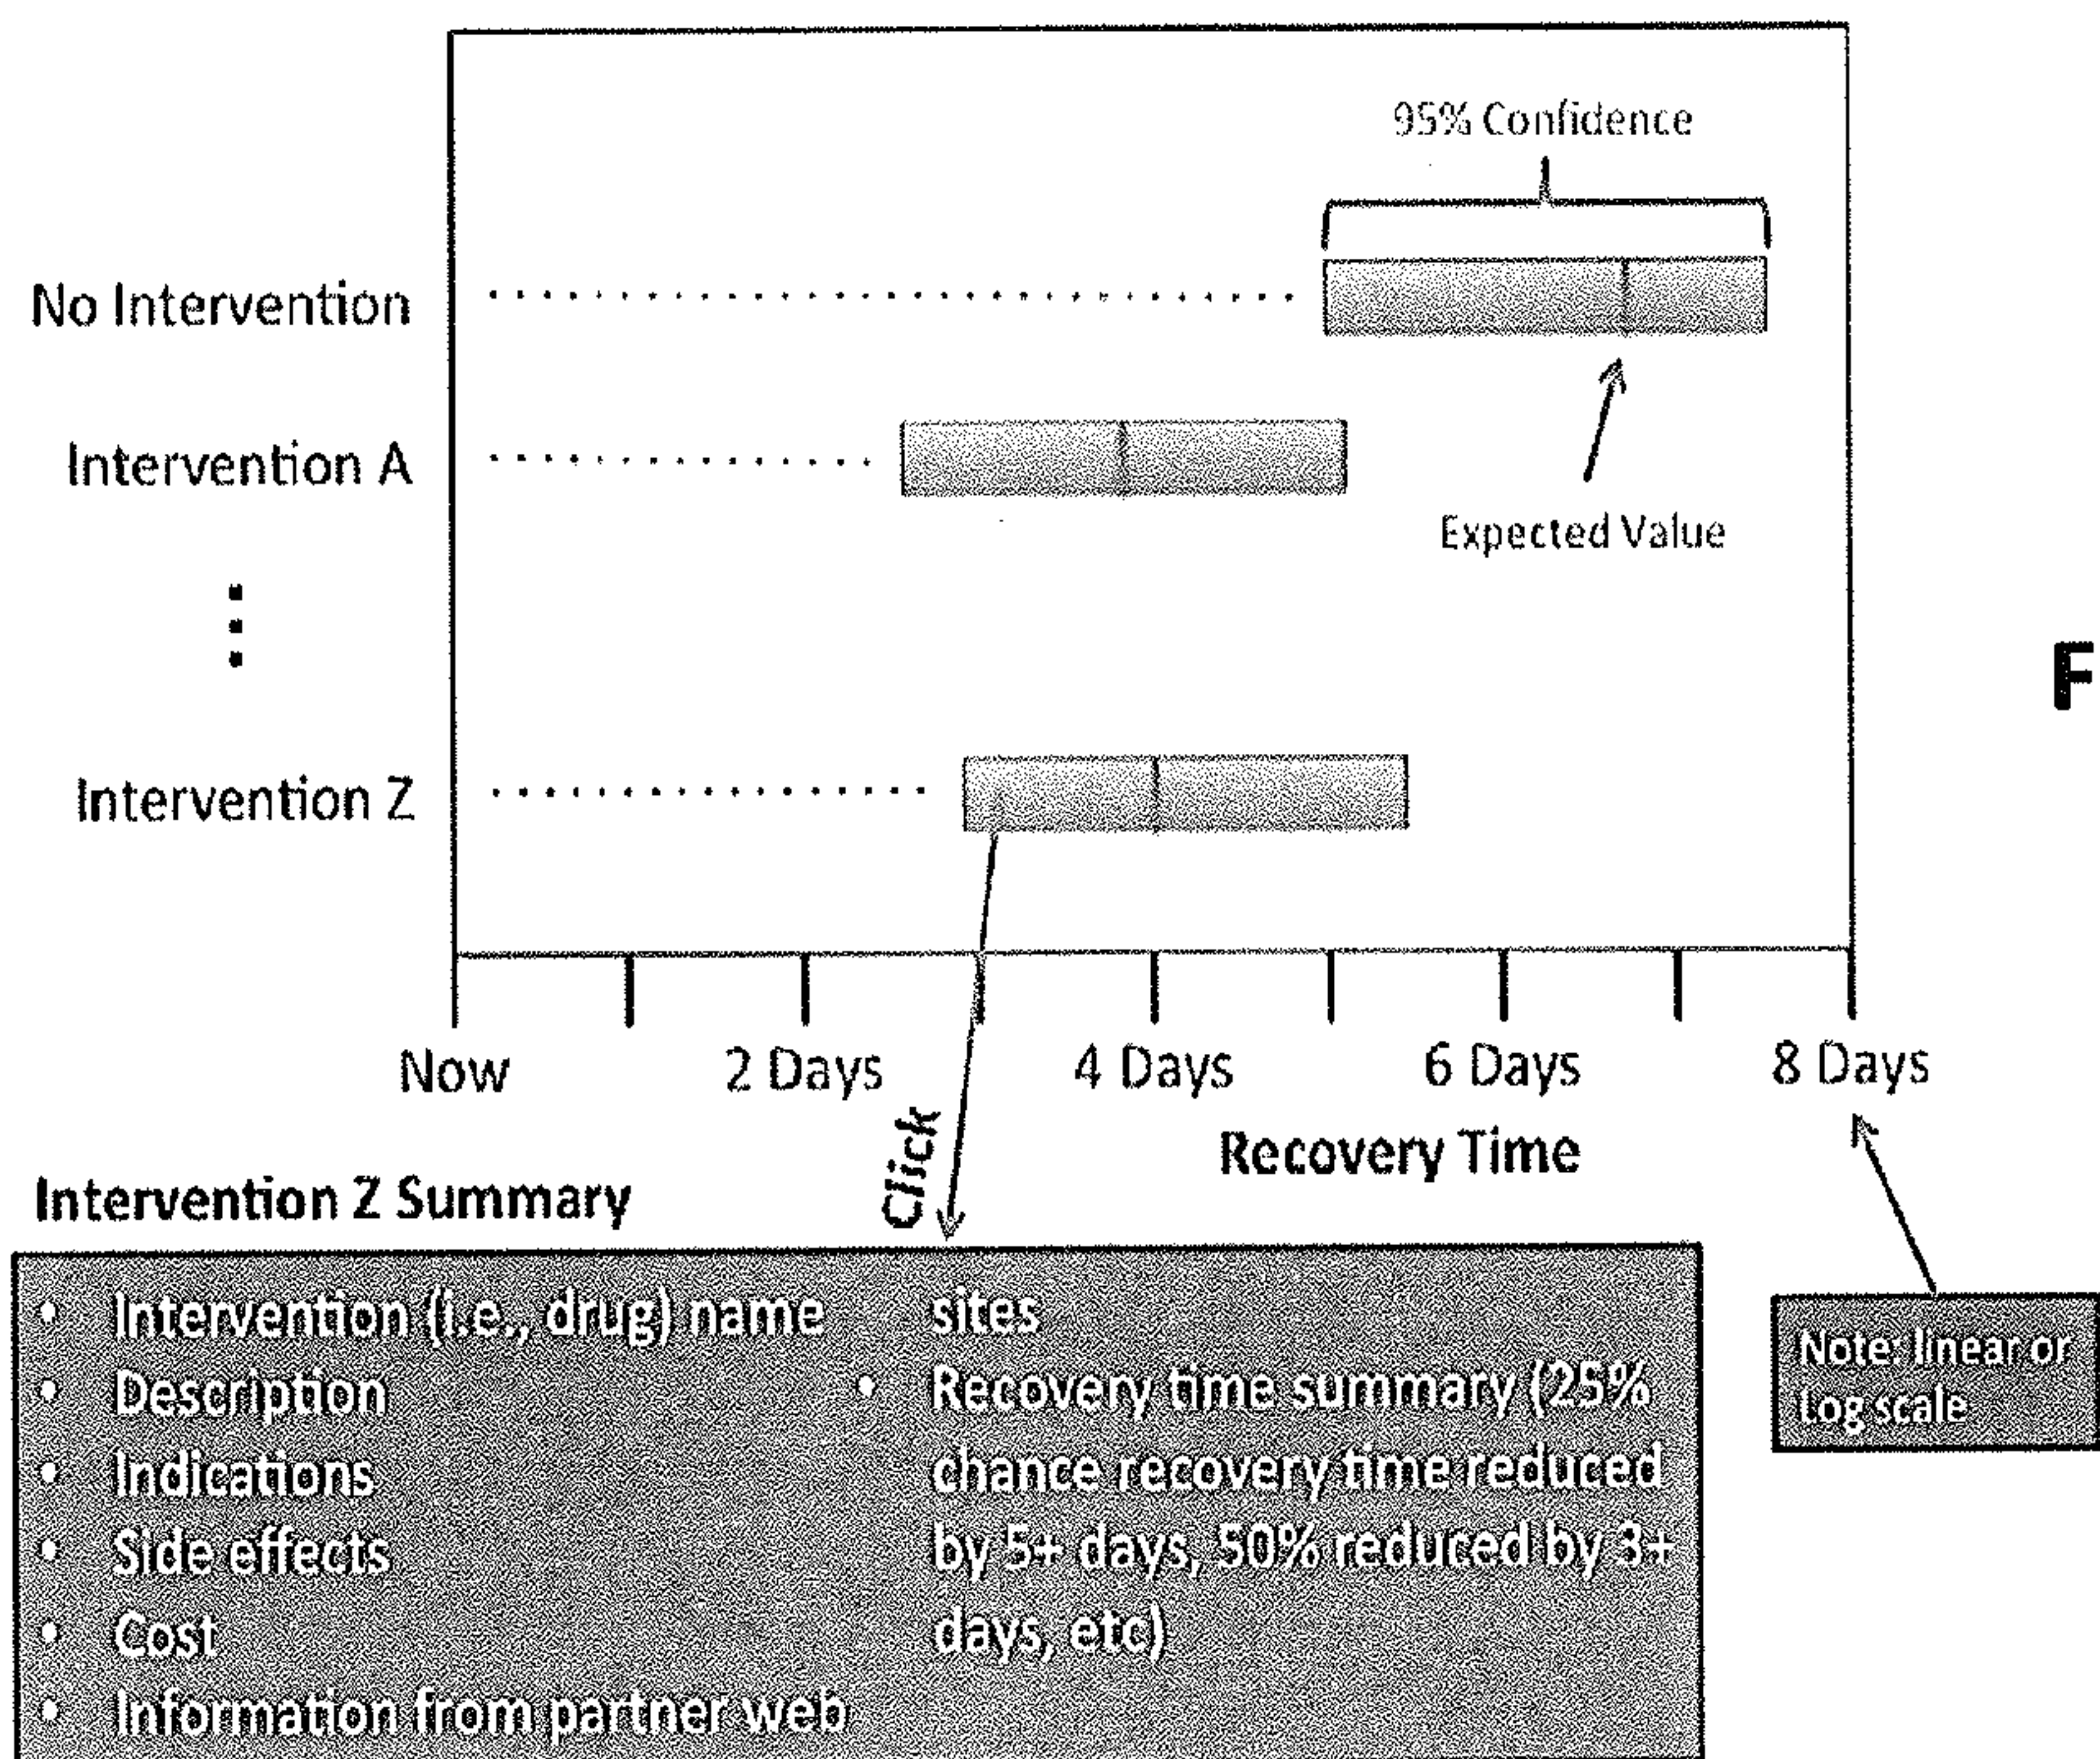 95% Confidence
No Intervention
Intervention A
Expected Value
F
Intervention Z
Now
2 Days
4 Days
6 Days
8 Days
Click
Recovery Time
Intervention Z Summary
• Intervention (i.e., drug) name
• Description
• Indications
• Side effects
• Cost
• Information from partner web
sites
• Recovery time summary (25%
chance recovery time reduced
by 5+ days, 50% reduced by 3+
days, etc)
Note: linear or
Log scale